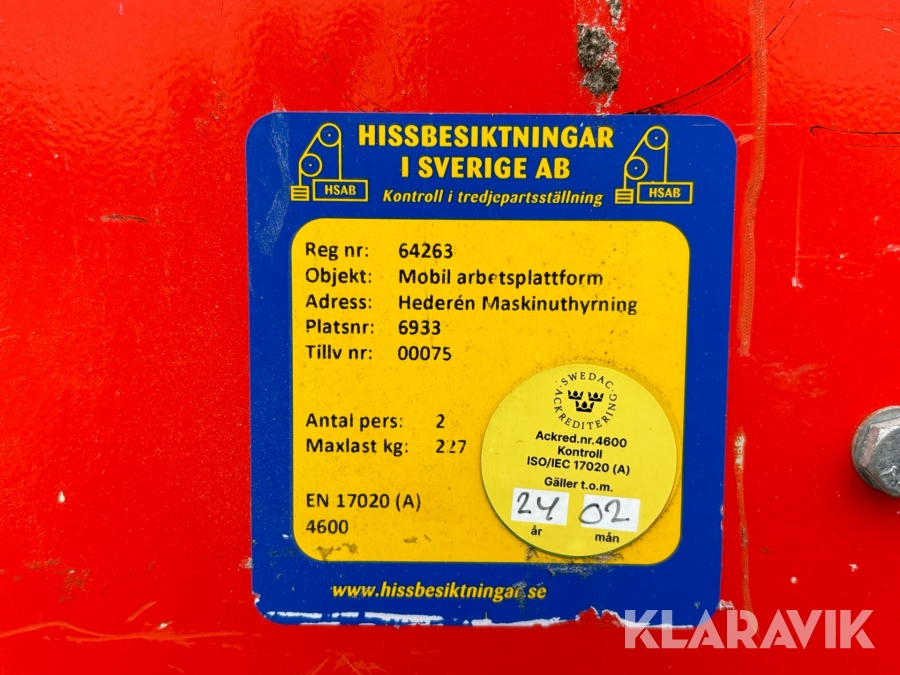 HISSBESIKTNINGAR
I SVERIGE AB
HSAB
HSAB
Kontroll i tredjepartsställning
Reg nr: 64263
Objekt: Mobil arbetsplattform
Adress: Hederén Maskinuthyrning
Platsnr: 6933
Tillv nr: 00075
Antal pers: 2
Maxlast kg: 227
EN 17020 (A)
4600
SWEDAC
ACKREDITERING
Ackred.nr.4600
Kontroll
ISO/IEC 17020 (A)
Gäller t.o.m.
24 02
år mån
www.hissbesiktningar.se
KLARAVIK